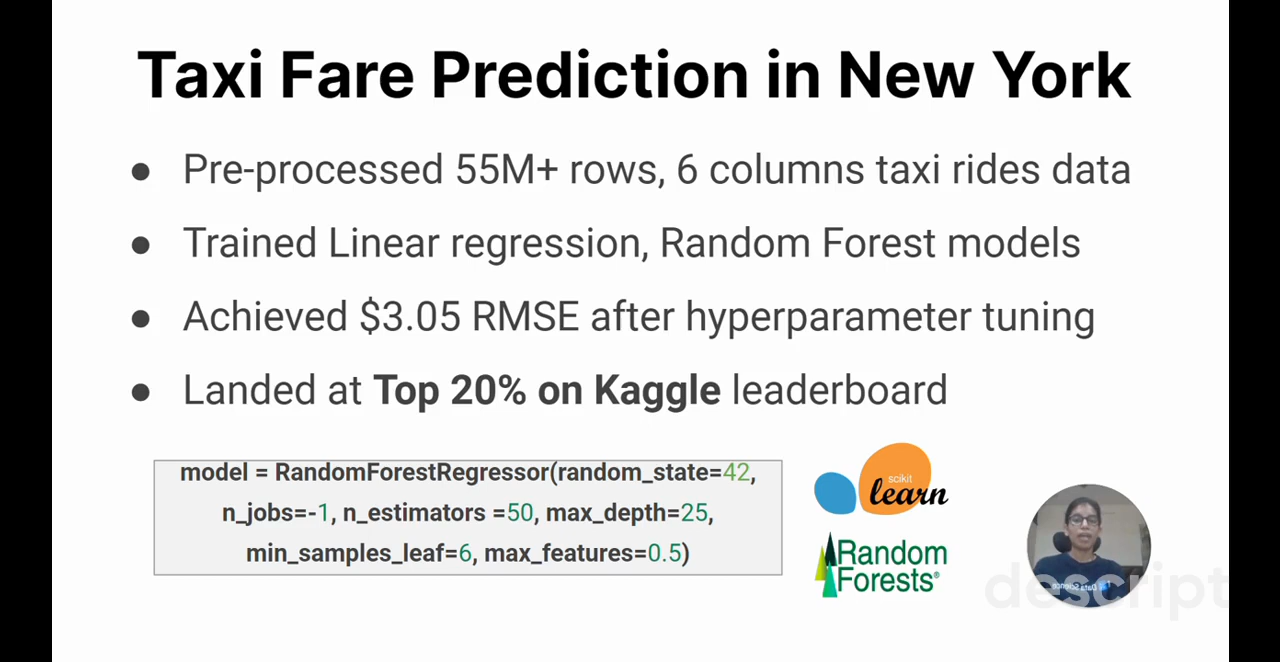 Taxi Fare Prediction in New York
● Pre-processed 55M+ rows, 6 columns taxi rides data
● Trained Linear regression, Random Forest models
● Achieved $3.05 RMSE after hyperparameter tuning
● Landed at Top 20% on Kaggle leaderboard
model = RandomForestRegressor(random_state=42,
n_jobs=-1, n_estimators =50, max_depth=25,
min_samples_leaf=6, max_features=0.5)
scikit
learn
Random
Forests®
Data Science
descript